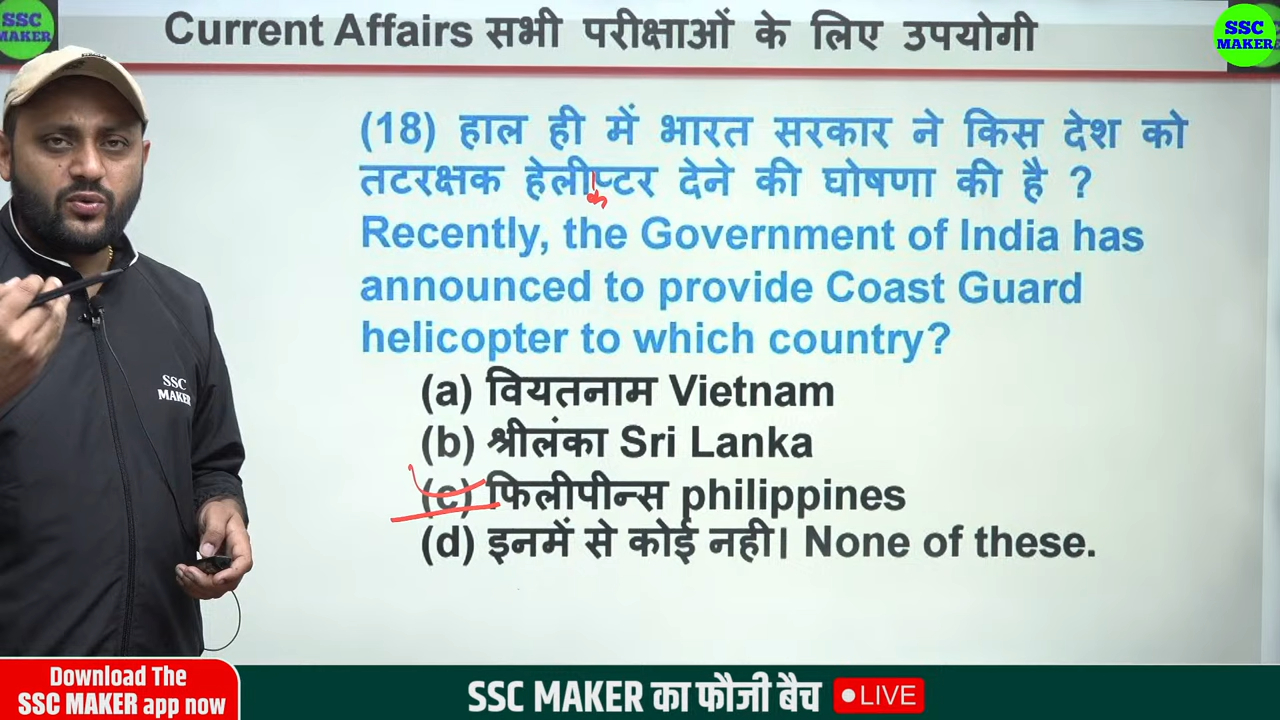 SSC
MAKER
Current Affairs सभी परीक्षाओं के लिए उपयोगी
SSC
MAKER
(18) हाल ही में भारत सरकार ने किस देश को
तटरक्षक हेलीप्टर देने की घोषणा की है ?
क
Recently, the Government of India has
announced to provide Coast Guard
helicopter to which country?
(a) वियतनाम Vietnam
(b) श्रीलंका Sri Lanka
(c) फिलीपीन्स philippines
(d) इनमें से कोई नही। None of these.
SSC
MAKER
Download The
SSC MAKER app now
SSC MAKER का फौजी बैच
LIVE